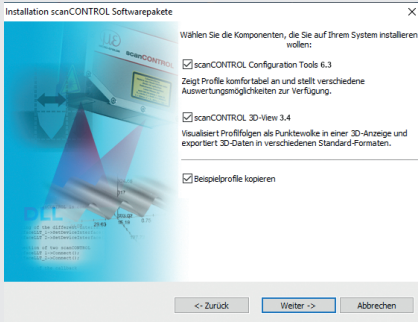 Installation scanCONTROL Softwarepakete
Wählen Sie die Komponenten, die Sie auf Ihrem System installieren
wollen:
scanCONTROL Configuration Tools 6.3
Zeigt Profile komfortabel an und stellt verschiedene
Auswertungsmöglichkeiten zur Verfügung.
scanCONTROL 3D-View 3.4
Visualisiert Profilfolgen als Punktewolke in einer 3D-Anzeige und
exportiert 3D-Daten in verschiedenen Standard-Formaten.
Beispielprofile kopieren
scanCONTROL
DLL
<- Zurück
Weiter ->
Abbrechen